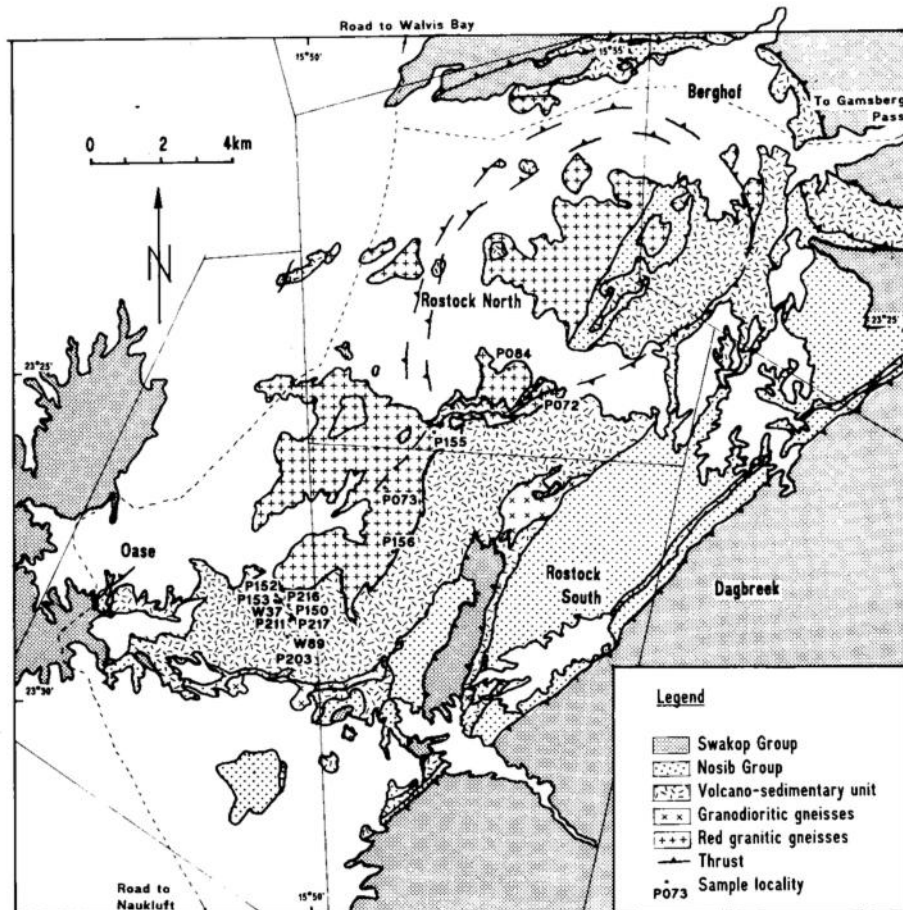 Road to Walvis Bay
15°50'
15°55'
Berghof
To Gamsberg
Pass
0 2 4km
N
Rostock North
23°25'
23°25'
P084
P072
P155
P073
P156
Oase
P152
P216
P153
W37
P150
P211
P217
W89
P203
Rostock
South
Dagbreek
23°30'
Legend
Swakop Group
Nosib Group
Volcano-sedimentary unit
Granodioritic gneisses
Red granitic gneisses
Thrust
P073 Sample locality
Road to
Naukluft
15°50'